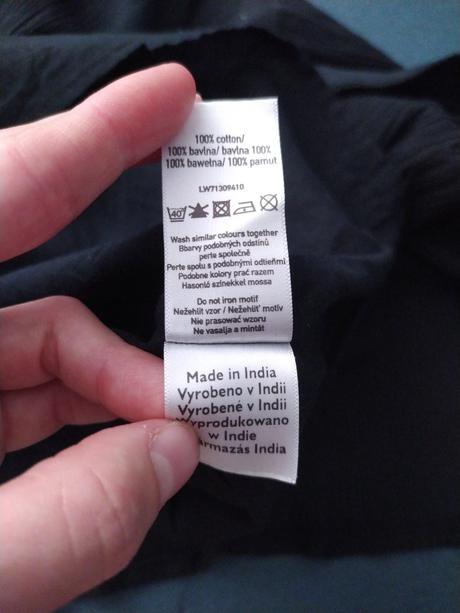 100% cotton/
100% bavlna/ bavlna 100%
100% bawełna/ 100% pamut
LW71309410
40°
Wash similar colours together
Bbarvy podobných odstínů
perte společně
Perte spolu s podobnými odtieňmi
Podobne kolory prać razem
Hasonló színekkel mossa
Do not iron motif
Nežehlit vzor / Nežehliť motív
Nie prasować wzoru
Ne vasalja a mintát
Made in India
Vyrobeno v Indii
Vyrobené v Indii
Wyprodukowano
w Indie
India